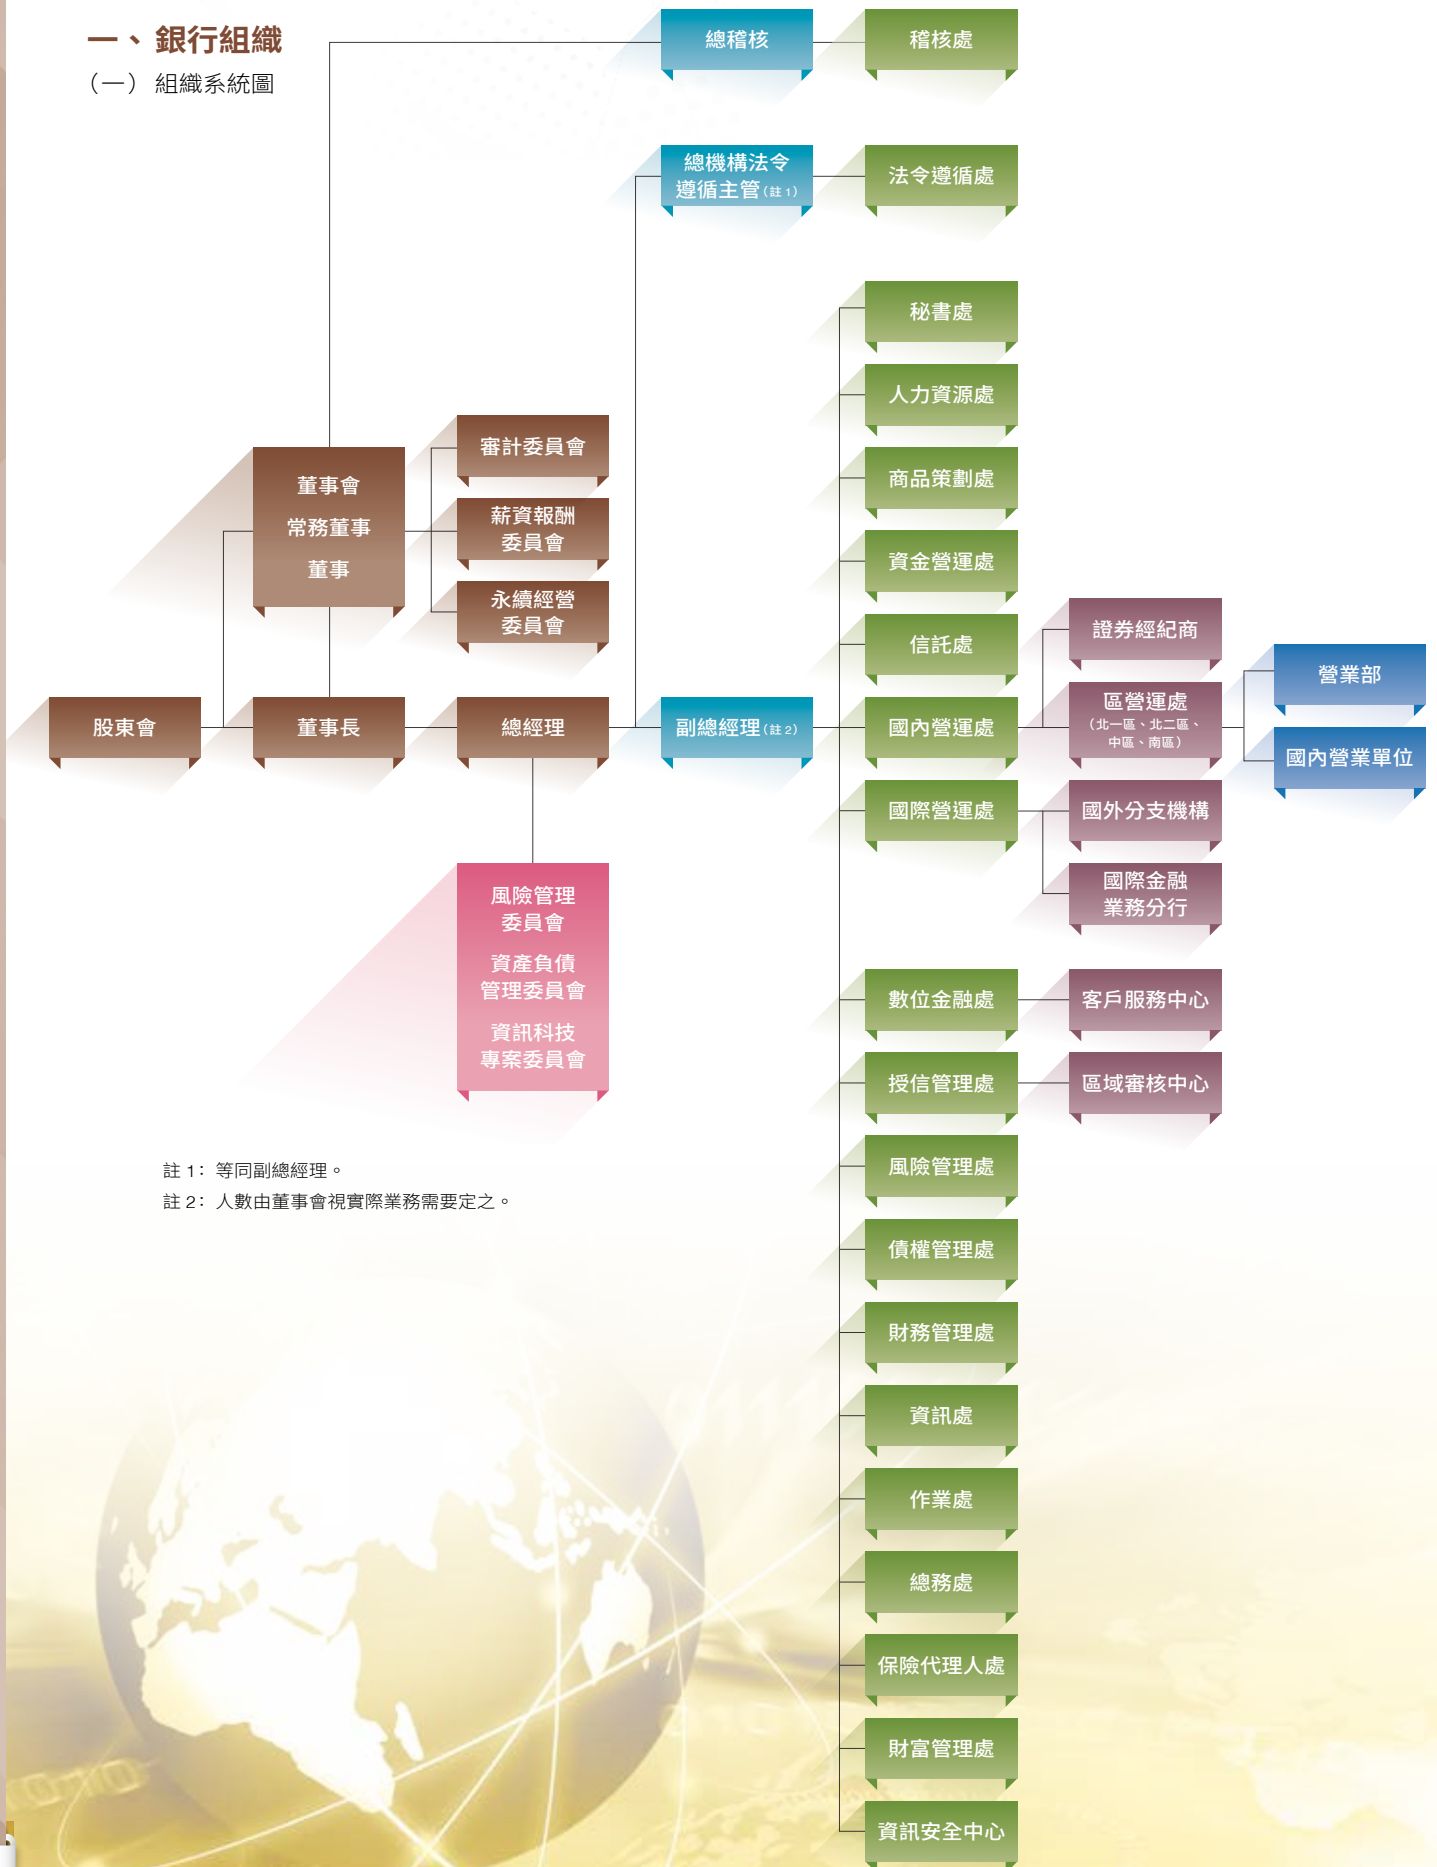 一、銀行組織
（一）組織系統圖
總稽核
稽核處
總機構法令
遵循主管（註 1）
法令遵循處
秘書處
人力資源處
商品策劃處
資金營運處
信託處
審計委員會
薪資報酬
委員會
永續經營
委員會
董事會
常務董事
董事
股東會
董事長
總經理
副總經理（註 2）
國內營運處
證券經紀商
區營運處
（北一區、北二區、
中區、南區）
營業部
國內營業單位
國際營運處
國外分支機構
國際金融
業務分行
風險管理
委員會
資產負債
管理委員會
資訊科技
專案委員會
數位金融處
客戶服務中心
授信管理處
區域審核中心
風險管理處
債權管理處
財務管理處
資訊處
作業處
總務處
保險代理人處
財富管理處
資訊安全中心
註 1：等同副總經理。
註 2：人數由董事會視實際業務需要定之。